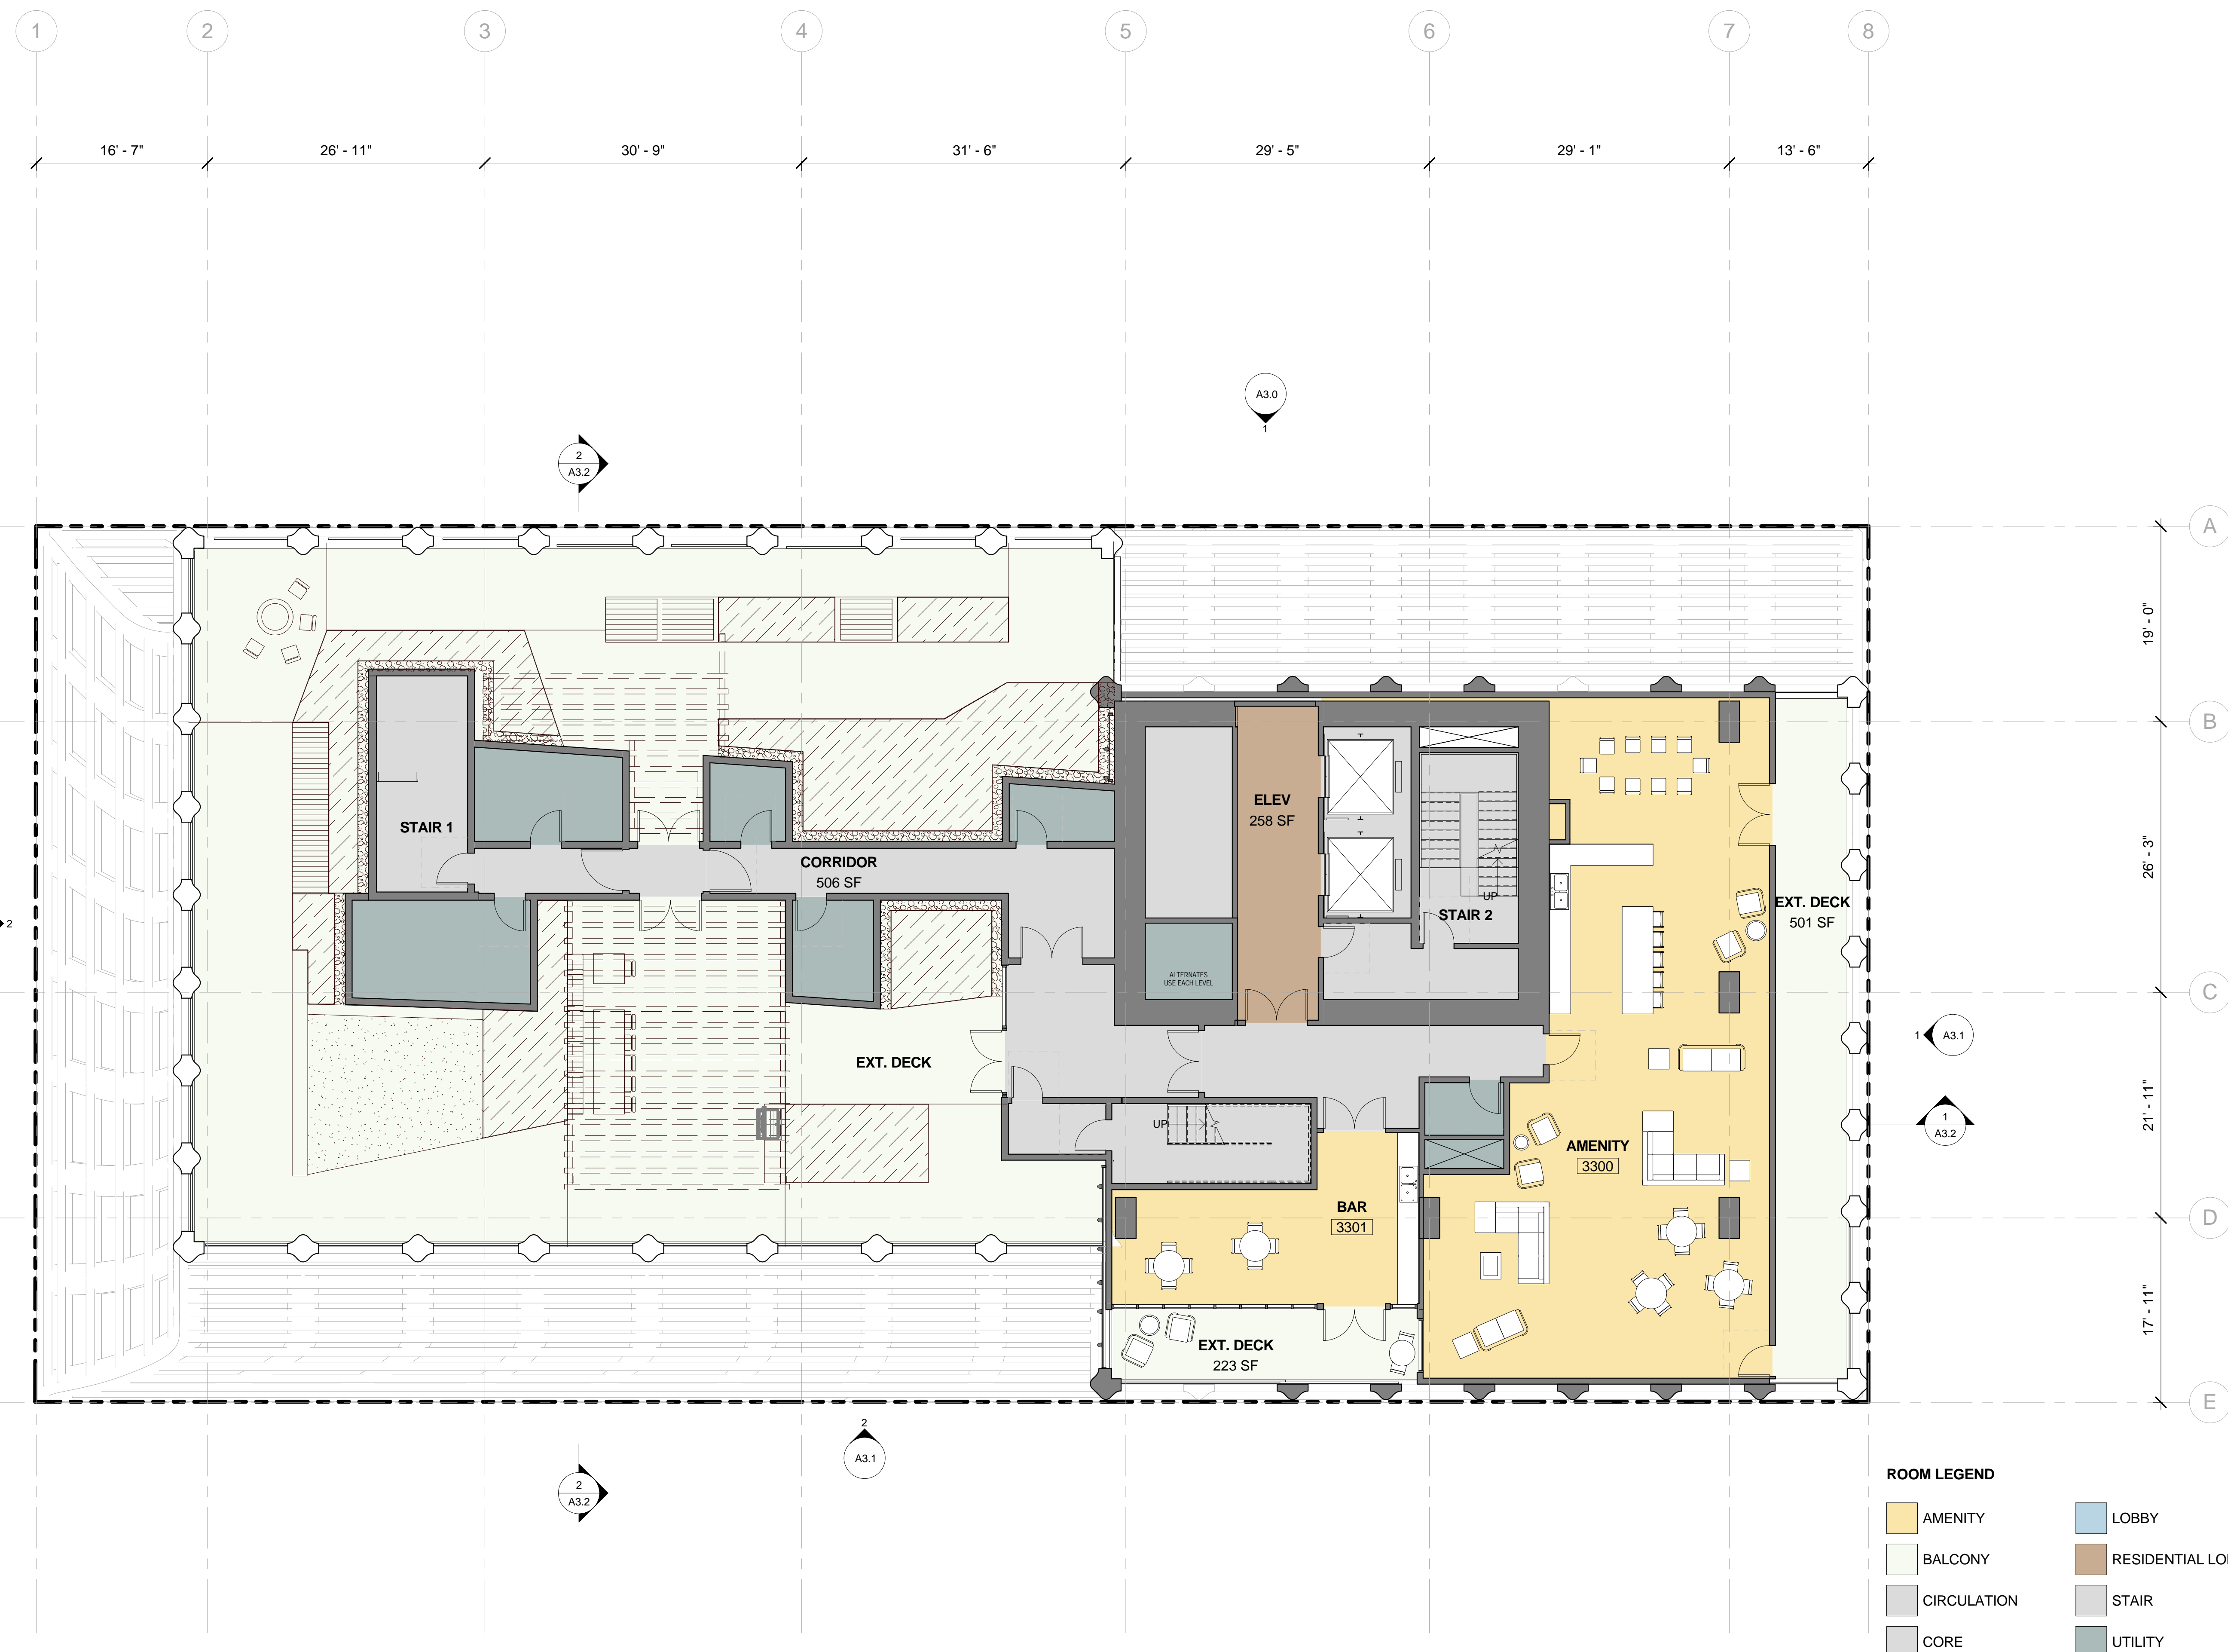 1 2 3 4 5 6 7 8
16' - 7" 26' - 11" 30' - 9" 31' - 6" 29' - 5" 29' - 1" 13' - 6"
A3.0
1
2
A3.2
A
19' - 0"
B
STAIR 1
ELEV
258 SF
CORRIDOR
506 SF
26' - 3"
UP
STAIR 2
EXT. DECK
501 SF
2
ALTERNATES
USE EACH LEVEL
C
EXT. DECK
1
A3.1
21' - 11"
UP
1
A3.2
AMENITY
3300
BAR
3301
D
17' - 11"
EXT. DECK
223 SF
E
2
A3.1
2
A3.2
ROOM LEGEND
AMENITY
LOBBY
BALCONY
RESIDENTIAL
CIRCULATION
STAIR
CORE
UTILITY